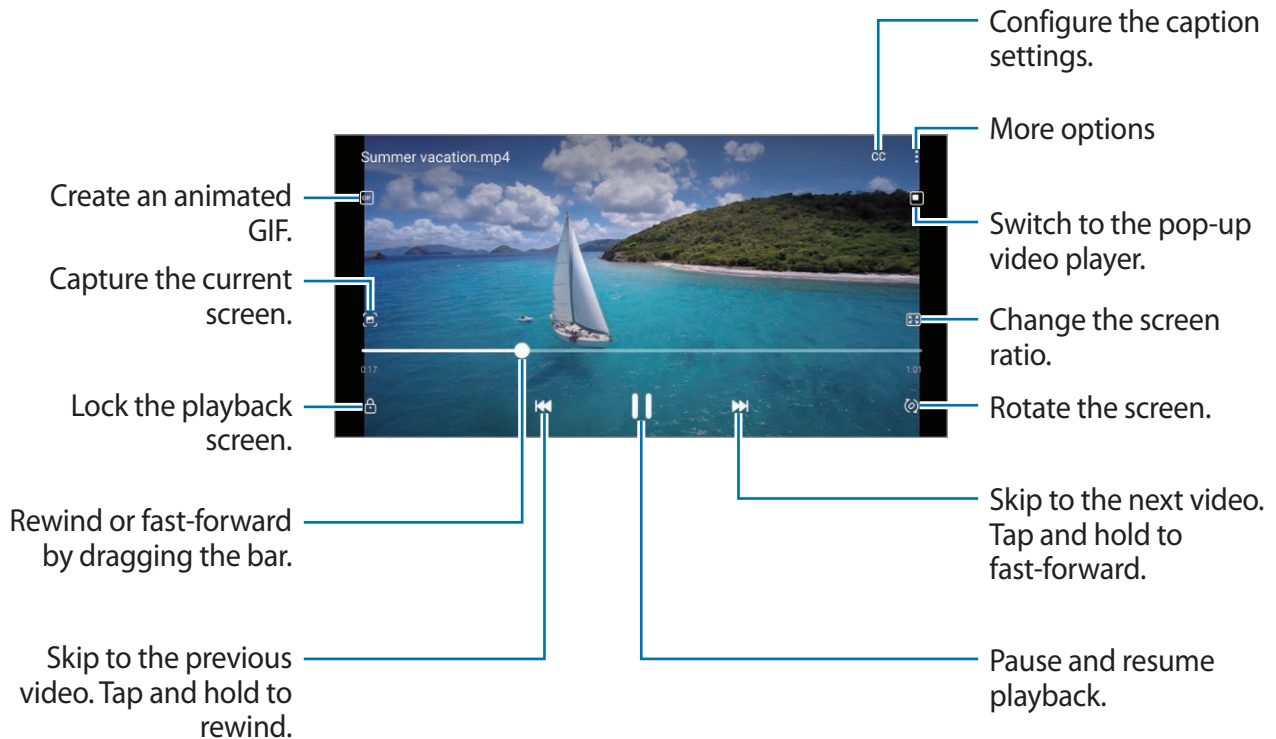 Configure the caption
settings.
More options
Summer vacation.mp4
CC
Create an animated
GIF.
GIF
Switch to the pop-up
video player.
Capture the current
screen.
Change the screen
ratio.
0:17
1:01
Lock the playback
screen.
Rotate the screen.
Rewind or fast-forward
by dragging the bar.
Skip to the next video.
Tap and hold to
fast-forward.
Skip to the previous
video. Tap and hold to
rewind.
Pause and resume
playback.